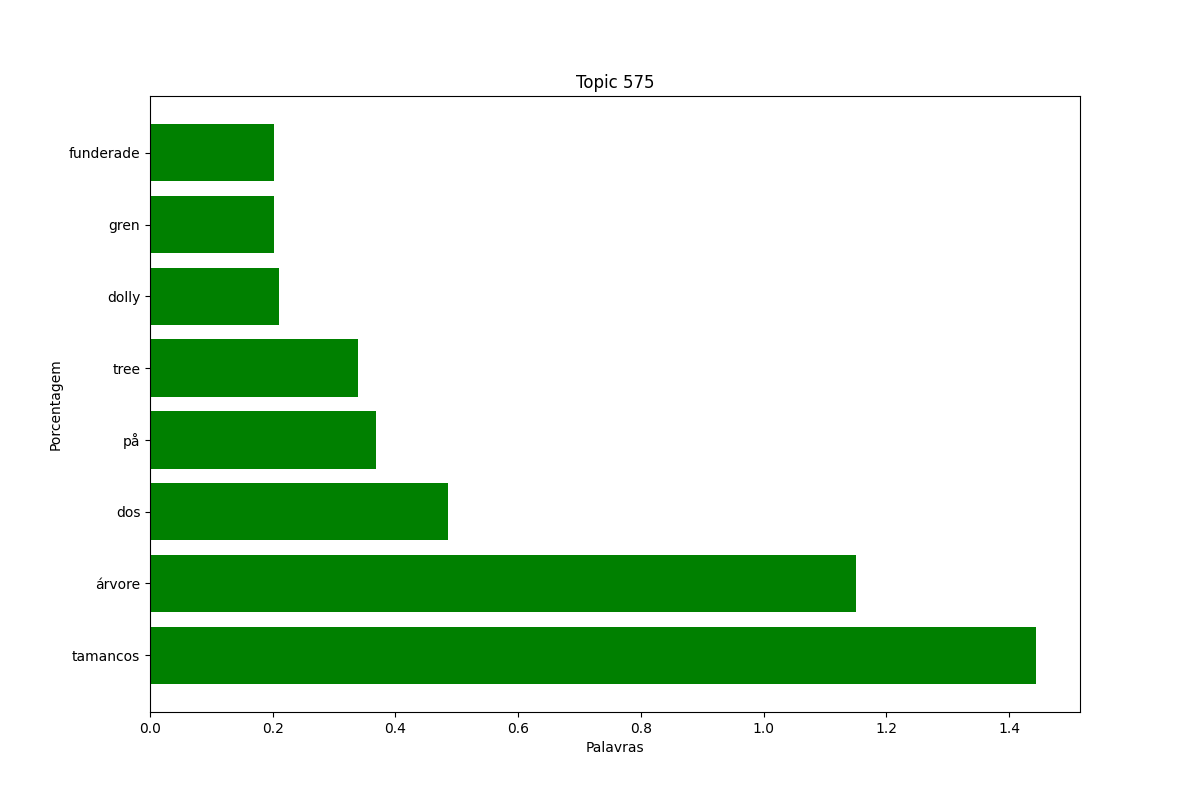 Topic 575
funderade
gren
dolly
tree
på
dos
árvore
tamancos
Porcentagem
0.0 0.2 0.4 0.6 0.8 1.0 1.2 1.4
Palavras